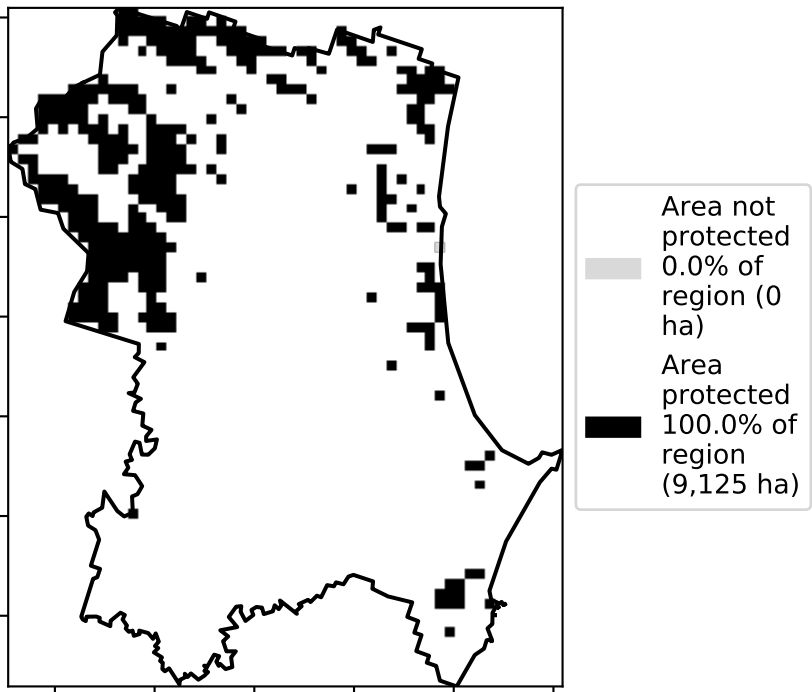 Area not
protected
0.0% of
region (0
ha)
Area
protected
100.0% of
region
(9,125 ha)